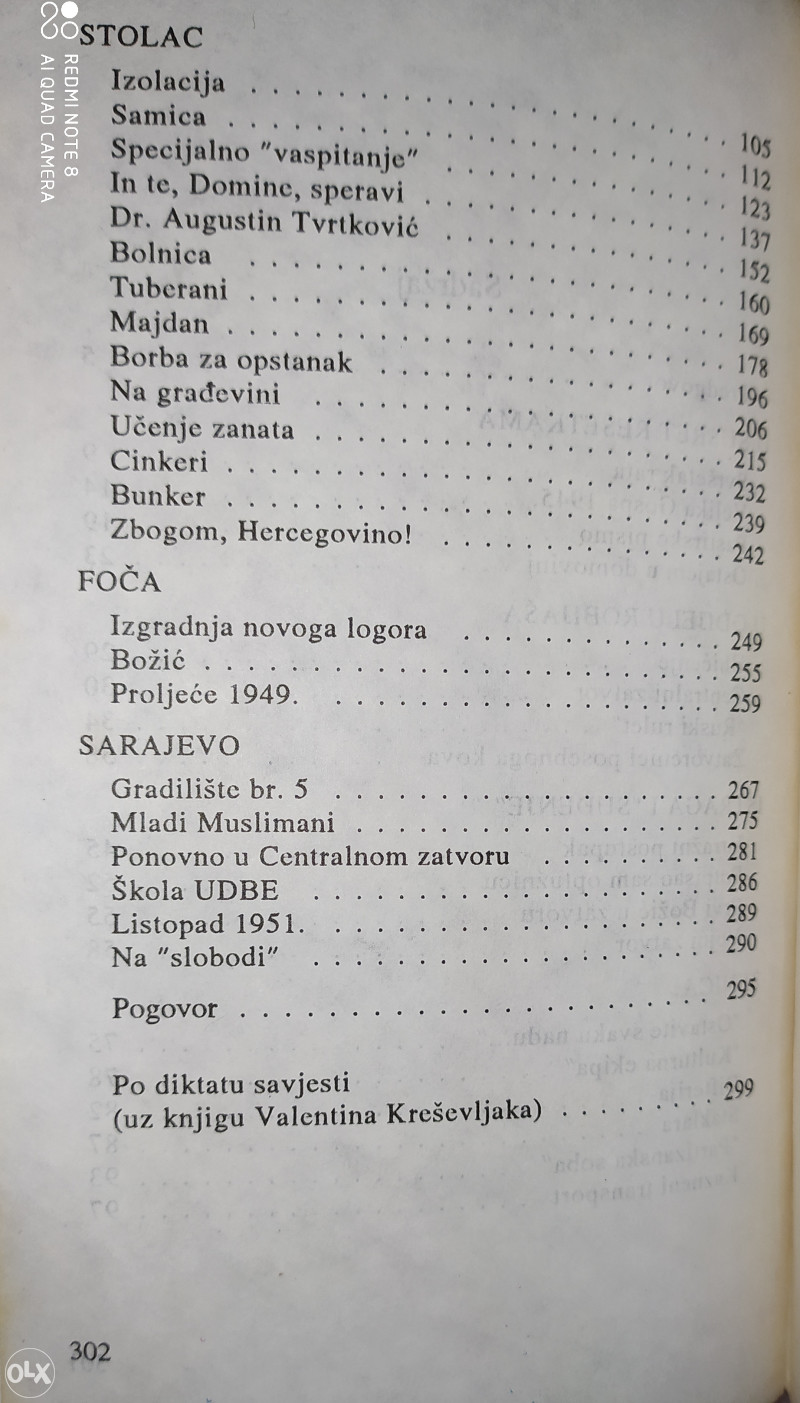 STOLAC
Izolacija . . . . . . . . . . . . . . . . . 105
Samica . . . . . . . . . . . . . . . . . . 112
Specijalno "vaspitanje" . . . . . . . . . . 123
In te, Domine, speravi . . . . . . . . . . . 137
Dr. Augustin Tvrtković . . . . . . . . . . 152
Bolnica . . . . . . . . . . . . . . . . . 160
Tuberani . . . . . . . . . . . . . . . . . 169
Majdan . . . . . . . . . . . . . . . . . . 178
Borba za opstanak . . . . . . . . . . . . . 196
Na građevini . . . . . . . . . . . . . . . 206
Učenje zanata . . . . . . . . . . . . . . . 215
Cinkeri . . . . . . . . . . . . . . . . . . 232
Bunker . . . . . . . . . . . . . . . . . . 239
Zbogom, Hercegovino! . . . . . . . . . . 242
FOČA
Izgradnja novoga logora . . . . . . . . . . 249
Božić . . . . . . . . . . . . . . . . . . . 255
Proljeće 1949. . . . . . . . . . . . . . . . 259
SARAJEVO
Gradilište br. 5 . . . . . . . . . . . . . . 267
Mladi Muslimani . . . . . . . . . . . . . 275
Ponovno u Centralnom zatvoru . . . . . . . 281
Škola UDBE . . . . . . . . . . . . . . . 286
Listopad 1951. . . . . . . . . . . . . . . . 289
Na "slobodi" . . . . . . . . . . . . . . . 290
Pogovor . . . . . . . . . . . . . . . . . 295
Po diktatu savjesti
(uz knjigu Valentina Kreševljaka) . . . . . . . . 299
302
REDMI NOTE 8
AI QUAD CAMERA
OLX